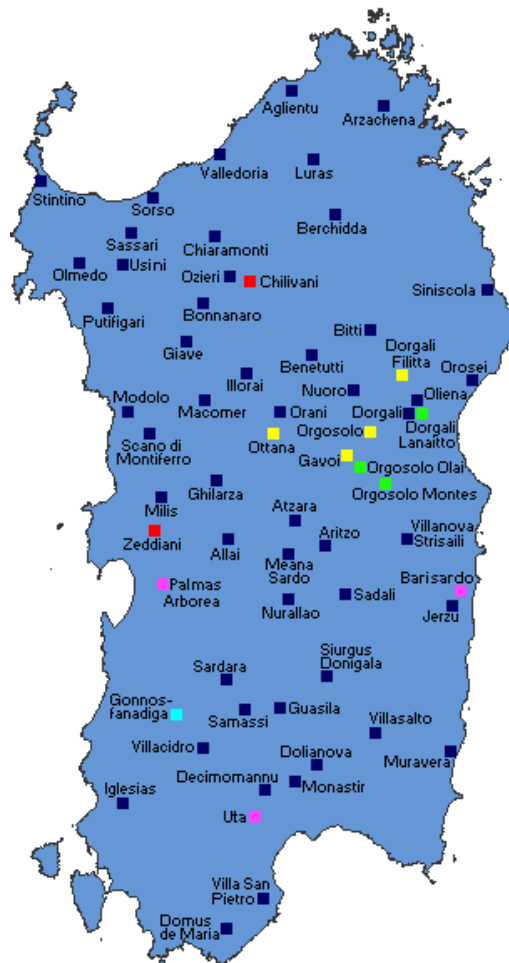 Aglientu
Arzachena
Valledoria
Luras
Stintino
Sorso
Berchidda
Sassari
Chiaramonti
Olmedo
Usini
Ozieri
Chilivani
Siniscola
Putifigari
Bonnanaro
Bitti
Giave
Dorgali
Filitta
Benetutti
Orosei
Illorai
Nuoro
Oliena
Modolo
Macomer
Orani
Dorgali
Dorgali
Lanaitto
Scano di
Montiferro
Ottana
Orgosolo
Gavoi
Orgosolo Olai
Ghilarza
Orgosolo Montes
Milis
Atzara
Zeddiani
Allai
Aritzo
Villanova
Strisaili
Meana
Sardo
Palmas
Arborea
Barisardo
Nurallao
Sadali
Jerzu
Siurgus
Donigala
Sardara
Gonnos-
fanadiga
Samassi
Guasila
Villasalto
Villacidro
Dolianova
Muravera
Decimomannu
Iglesias
Monastir
Uta
Villa San
Pietro
Domus
de Maria